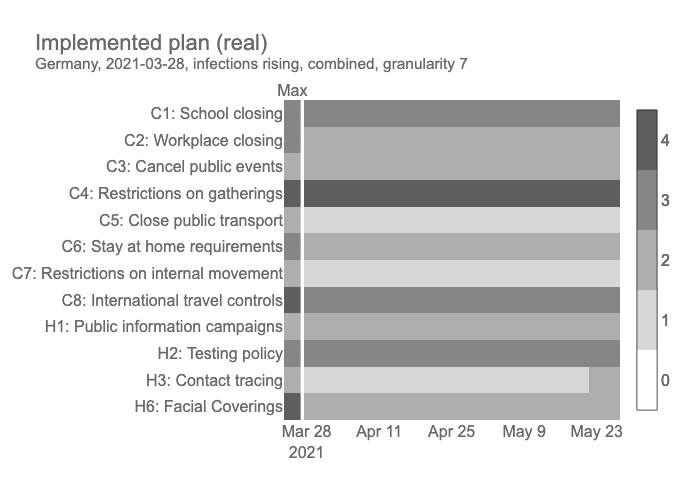 Implemented plan (real)
Germany, 2021-03-28, infections rising, combined, granularity 7
Max
C1: School closing
C2: Workplace closing
C3: Cancel public events
C4: Restrictions on gatherings
C5: Close public transport
C6: Stay at home requirements
C7: Restrictions on internal movement
C8: International travel controls
H1: Public information campaigns
H2: Testing policy
H3: Contact tracing
H6: Facial Coverings
4
3
2
1
0
Mar 28 Apr 11 Apr 25 May 9 May 23
2021